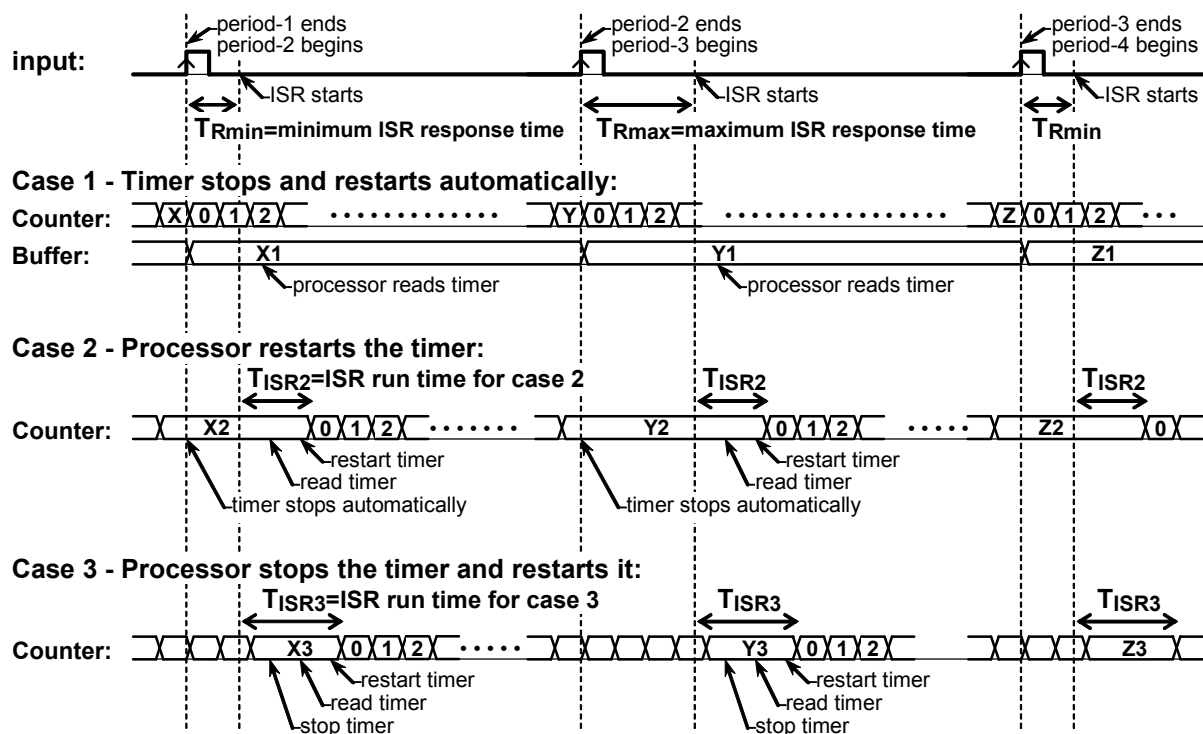 period-1 ends
period-2 begins
period-2 ends
period-3 begins
period-3 ends
period-4 begins
input:
ISR starts
ISR starts
ISR starts
TRmin=minimum ISR response time
TRmax=maximum ISR response time
TRmin
Case 1 - Timer stops and restarts automatically:
Counter: X 0 1 2 Y 0 1 2 Z 0 1 2
Buffer: X1 Y1 Z1
processor reads timer
processor reads timer
Case 2 - Processor restarts the timer:
TISR2=ISR run time for case 2
TISR2
TISR2
Counter: X2 0 1 2 Y2 0 1 2 Z2 0
restart timer
read timer
timer stops automatically
restart timer
read timer
timer stops automatically
Case 3 - Processor stops the timer and restarts it:
TISR3=ISR run time for case 3
TISR3
TISR3
Counter: X3 0 1 2 Y3 0 1 2 Z3
restart timer
read timer
stop timer
restart timer
read timer
stop timer